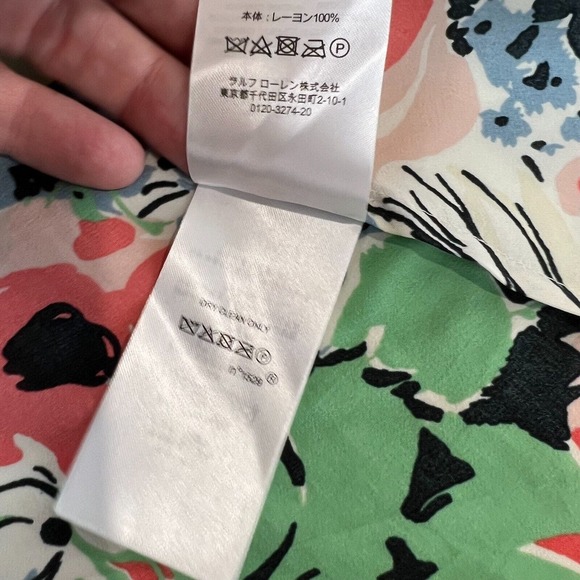 本体:レーヨン100%
P
ラルフ ローレン株式会社
東京都千代田区永田町2-10-1
0120-3274-20
DRY CLEAN ONLY
P